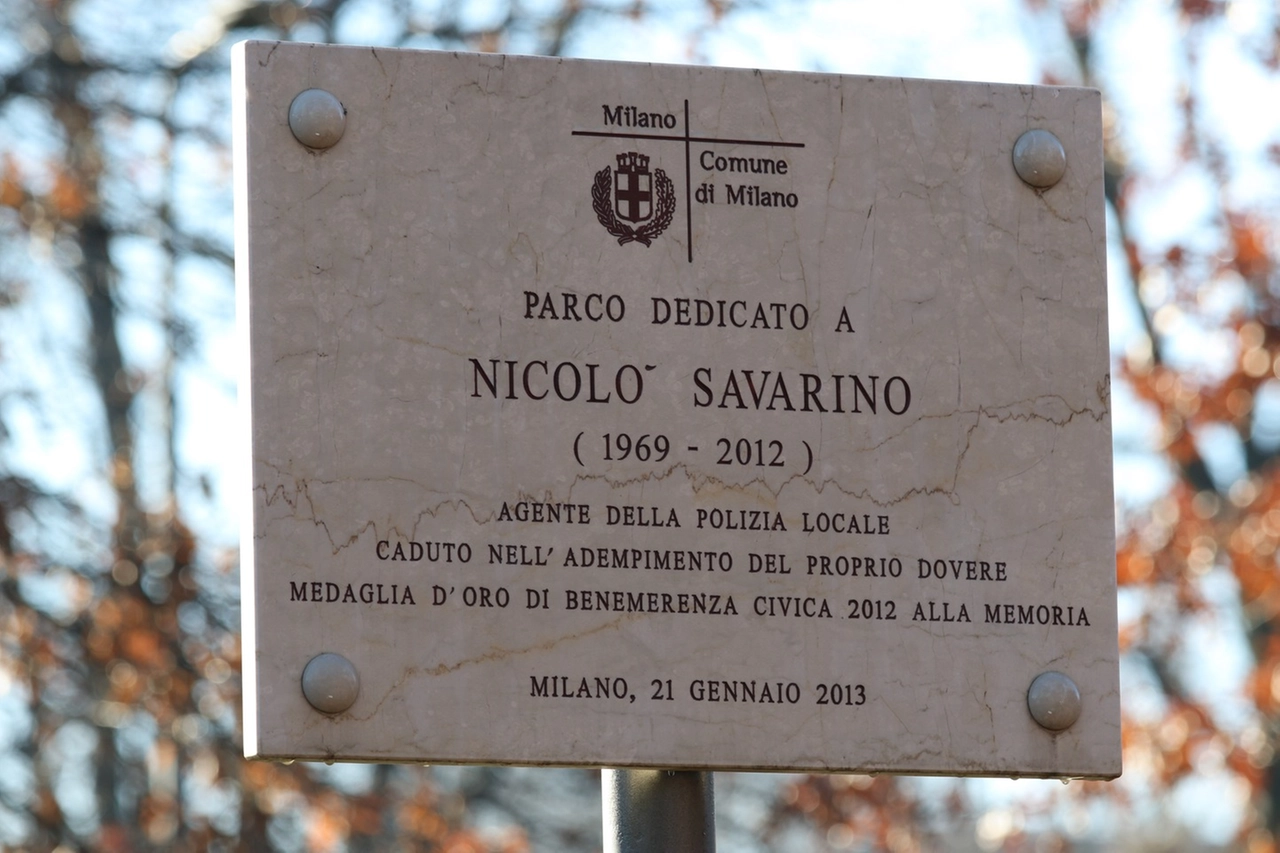 Milano
Comune
di Milano
PARCO DEDICATO A
NICOLO´ SAVARINO
( 1969 - 2012 )
AGENTE DELLA POLIZIA LOCALE
CADUTO NELL' ADEMPIMENTO DEL PROPRIO DOVERE
MEDAGLIA D'ORO DI BENEMERENZA CIVICA 2012 ALLA MEMORIA
MILANO, 21 GENNAIO 2013